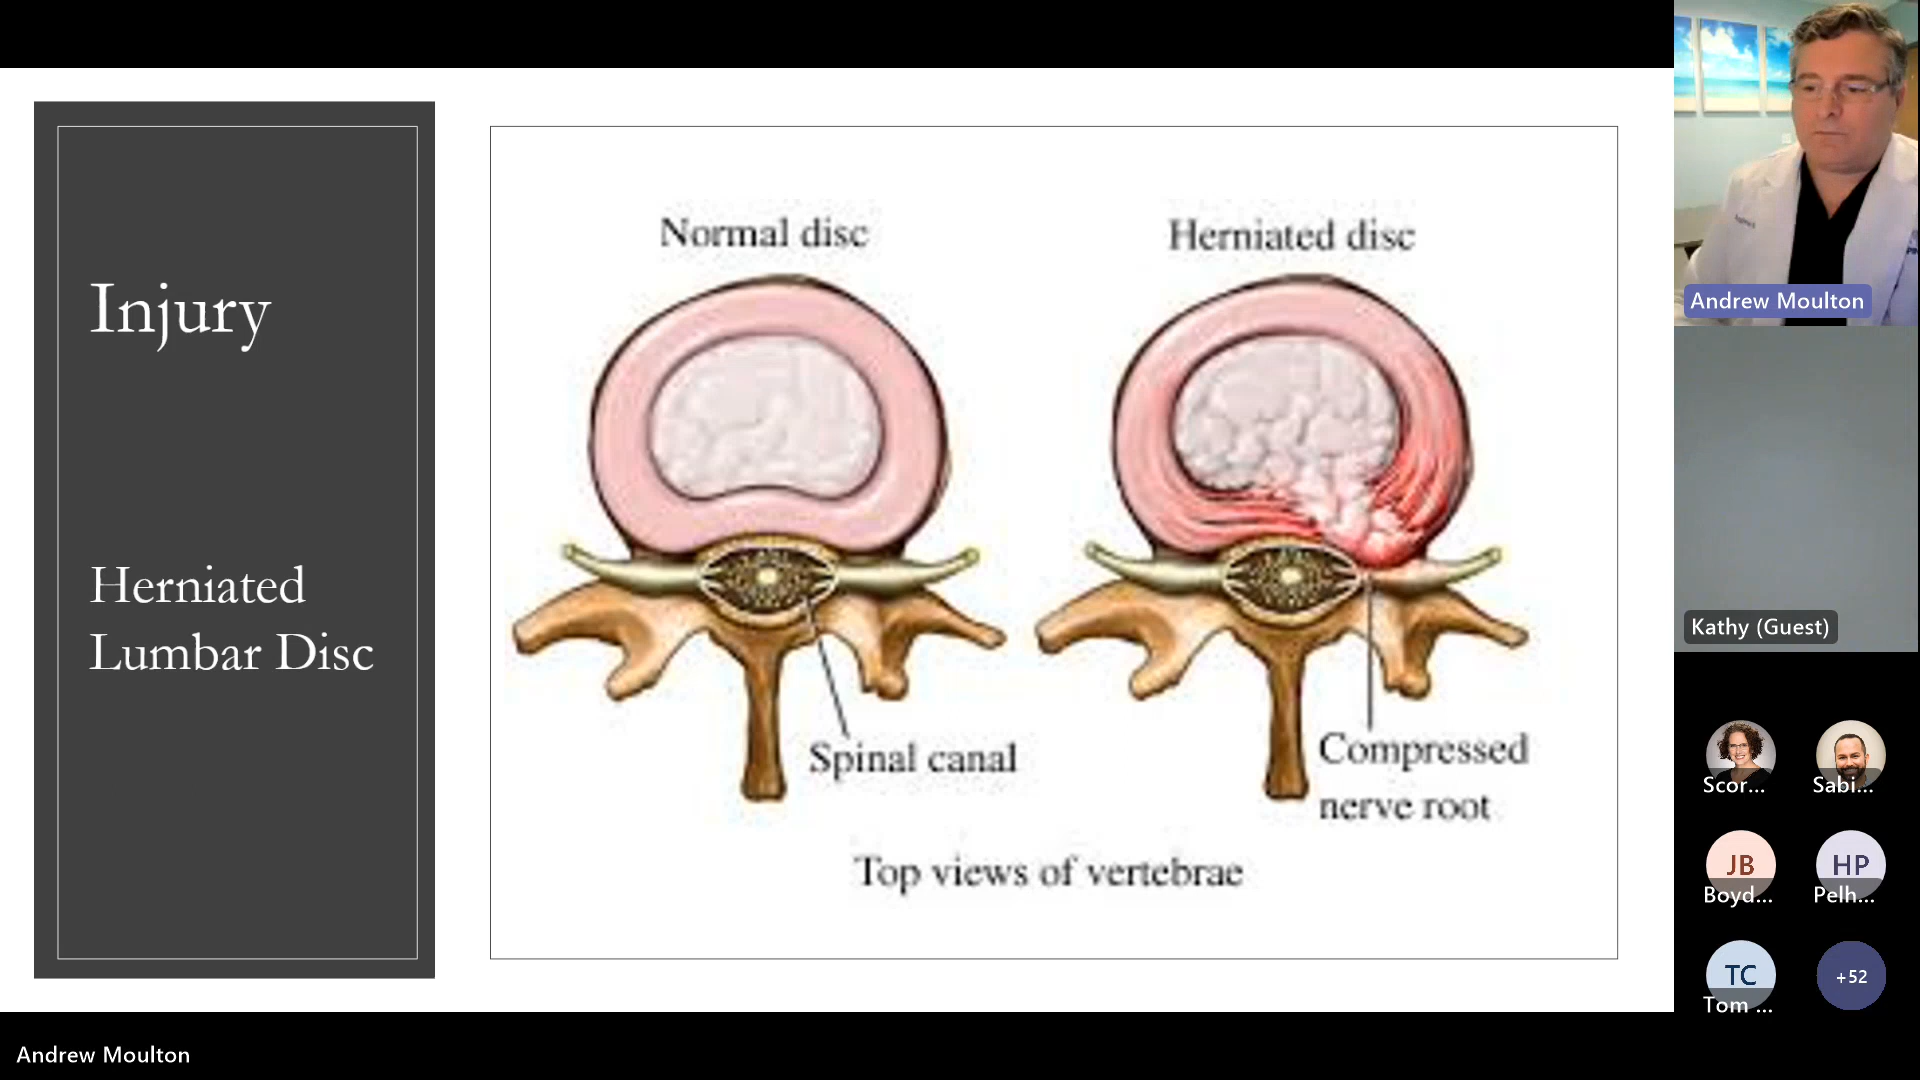 Injury
Herniated
Lumbar Disc
Normal disc
Herniated disc
Spinal canal
Compressed
nerve root
Top views of vertebrae
Andrew Moulton
Kathy (Guest)
Scor...
Sabi...
JB
Boyd...
HP
Pelh...
TC
Tom ...
+52
Andrew Moulton